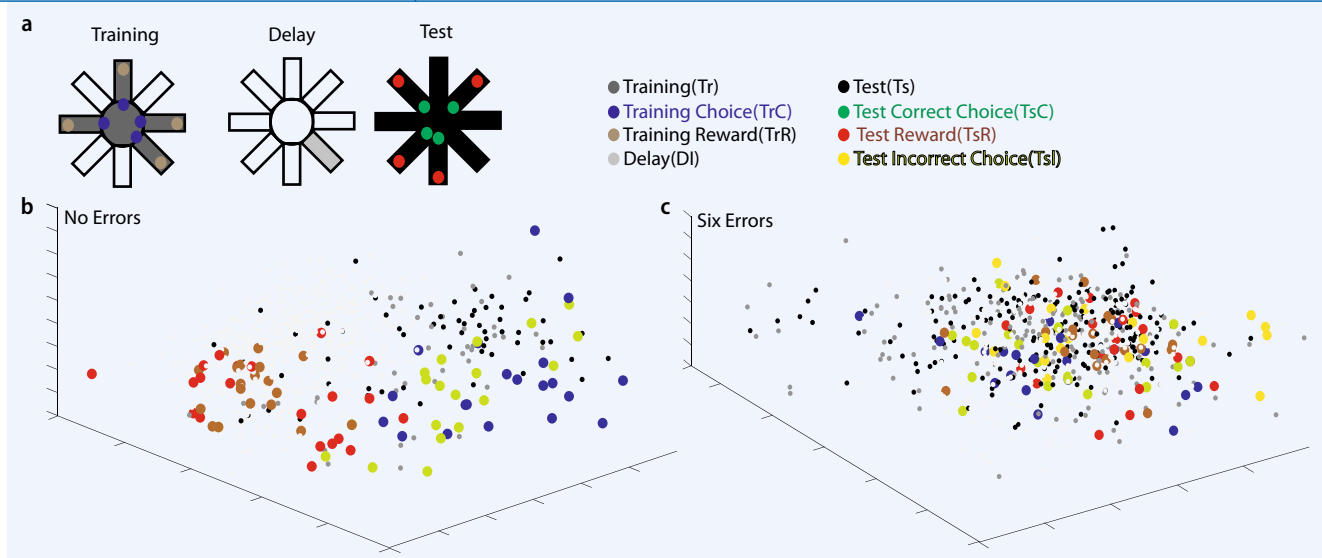 a
Training
Delay
Test
Training(Tr)
Training Choice(TrC)
Training Reward(TrR)
Delay(Dl)
Test(Ts)
Test Correct Choice(TsC)
Test Reward(TsR)
Test Incorrect Choice(TsI)
b
No Errors
c
Six Errors